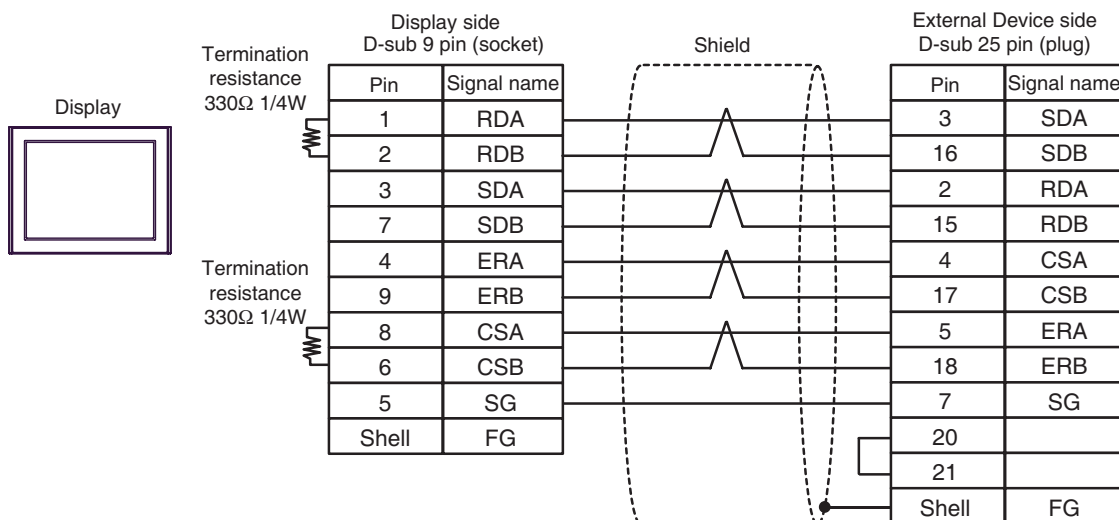 Display side
D-sub 9 pin (socket)
Shield
External Device side
D-sub 25 pin (plug)
Display
Termination
resistance
330Ω 1/4W
Termination
resistance
330Ω 1/4W
Pin Signal name
1 RDA
2 RDB
3 SDA
7 SDB
4 ERA
9 ERB
8 CSA
6 CSB
5 SG
Shell FG
Pin Signal name
3 SDA
16 SDB
2 RDA
15 RDB
4 CSA
17 CSB
5 ERA
18 ERB
7 SG
20
21
Shell FG